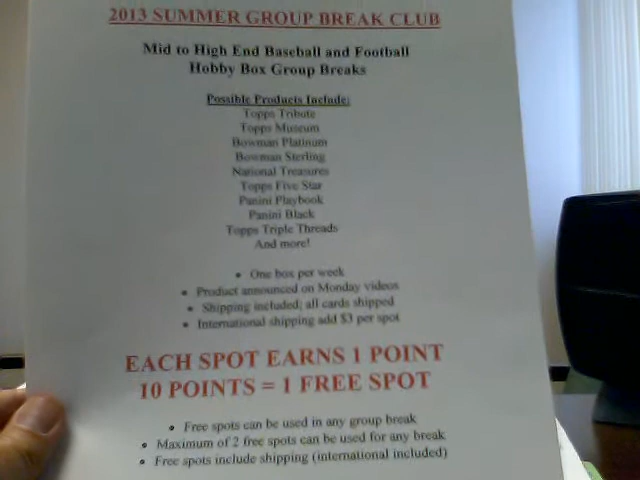 2013 SUMMER GROUP BREAK CLUB
Mid to High End Baseball and Football
Hobby Box Group Breaks
Possible Products Include:
Topps Tribute
Topps Museum
Bowman Platinum
Bowman Sterling
National Treasures
Topps Five Star
Panini Playbook
Panini Black
Topps Triple Threads
And more!
• One box per week
• Product announced on Monday videos
• Shipping included; all cards shipped
• International shipping add $3 per spot
EACH SPOT EARNS 1 POINT
10 POINTS = 1 FREE SPOT
• Free spots can be used in any group break
• Maximum of 2 free spots can be used for any break
• Free spots include shipping (international included)